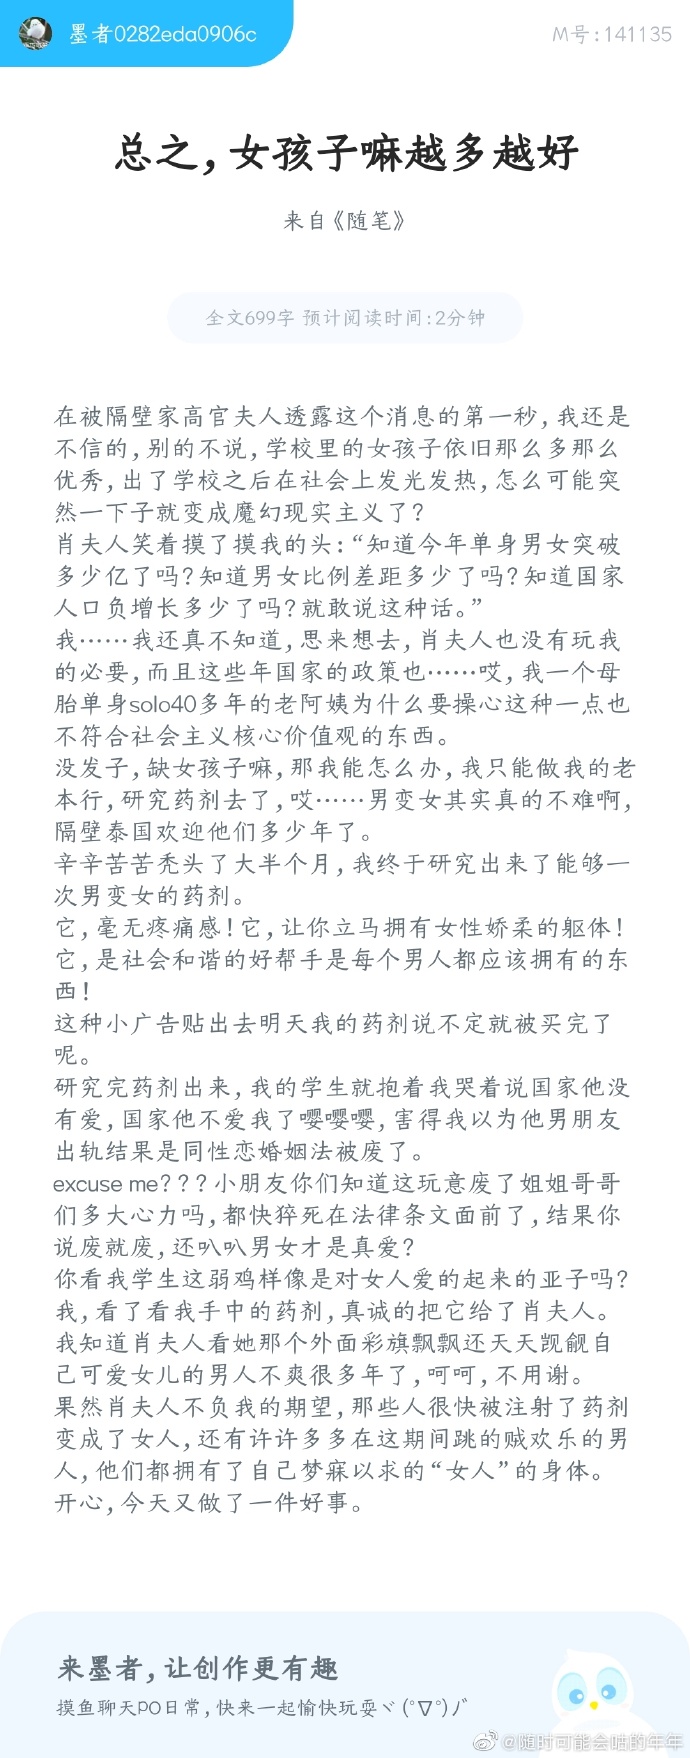 墨者0282eda0906c
M号:141135
总之,女孩子嘛越多越好
来自《随笔》
全文699字 预计阅读时间:2分钟
在被隔壁家高官夫人透露这个消息的第一秒,我还是
不信的,别的不说,学校里的女孩子依旧那么多那么
优秀,出了学校之后在社会上发光发热,怎么可能突
然一下子就变成魔幻现实主义了?
肖夫人笑着摸了摸我的头:“知道今年单身男女突破
多少亿了吗?知道男女比例差距多少了吗?知道国家
人口负增长多少了吗?就敢说这种话。”
我……我还真不知道,思来想去,肖夫人也没有玩我
的必要,而且这些年国家的政策也……哎,我一个母
胎单身solo40多年的老阿姨为什么要操心这种一点也
不符合社会主义核心价值观的东西。
没发子,缺女孩子嘛,那我能怎么办,我只能做我的老
本行,研究药剂去了,哎……男变女其实真的不难啊,
隔壁泰国欢迎他们多少年了。
辛辛苦苦秃头了大半个月,我终于研究出来了能够一
次男变女的药剂。
它,毫无疼痛感!它,让你立马拥有女性娇柔的躯体!
它,是社会和谐的好帮手是每个男人都应该拥有的东
西!
这种小广告贴出去明天我的药剂说不定就被买完了
呢。
研究完药剂出来,我的学生就抱着我哭着说国家他没
有爱,国家他不爱我了嘤嘤嘤,害得我以为他男朋友
出轨结果是同性恋婚姻法被废了。
excuse me???小朋友你们知道这玩意废了姐姐哥哥
们多大心力吗,都快猝死在法律条文面前了,结果你
说废就废,还叭叭男女才是真爱?
你看我学生这弱鸡样像是对女人爱的起来的亚子吗?
我,看了看我手中的药剂,真诚的把它给了肖夫人。
我知道肖夫人看她那个外面彩旗飘飘还天天觊觎自
己可爱女儿的男人不爽很多年了,呵呵,不用谢。
果然肖夫人不负我的期望,那些人很快被注射了药剂
变成了女人,还有许许多多在这期间跳的贼欢乐的男
人,他们都拥有了自己梦寐以求的“女人”的身体。
开心,今天又做了一件好事。
来墨者,让创作更有趣
摸鱼聊天PO日常,快来一起愉快玩耍ヾ(°∇°)ﾉﾞ
@随时可能会咕的年年